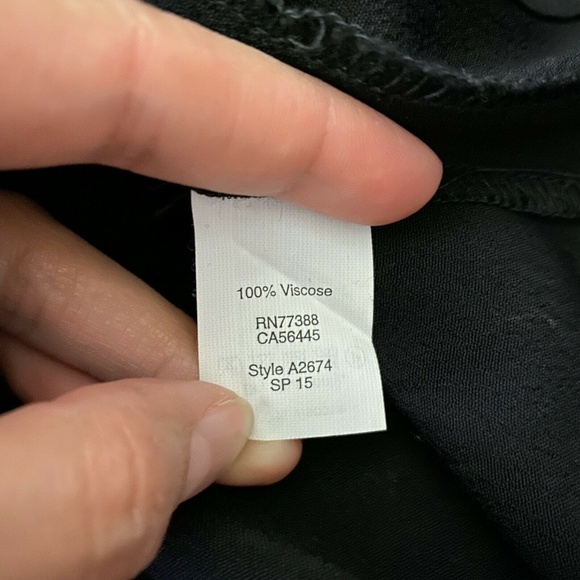 100% Viscose
RN77388
CA56445
Style A2674
SP 15